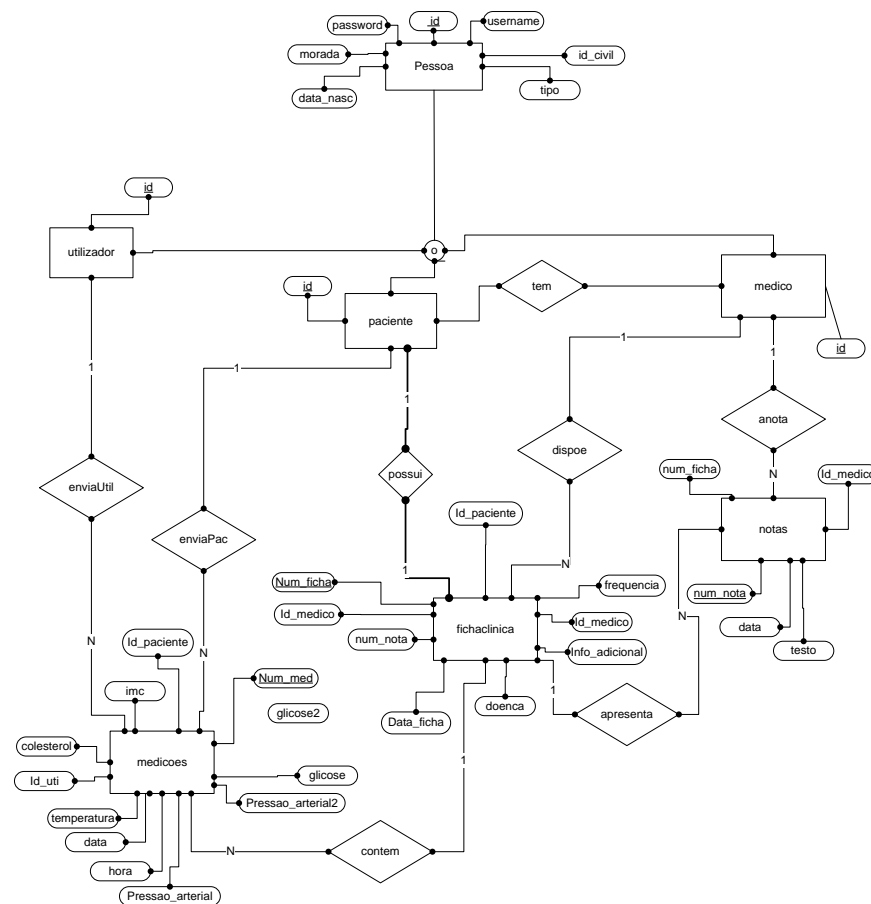 id
password
username
morada
Pessoa
id_civil
data_nasc
tipo
id
utilizador
o
tem
medico
id
paciente
id
1
1
1
1
1
anota
possui
dispoe
enviaUtil
enviaPac
num_ficha
Id_medico
N
notas
Id_paciente
N
N
Num_ficha
frequencia
Id_medico
fichaclinica
Id_medico
num_nota
num_nota
data
testo
Info_adicional
1
N
N
1
Id_paciente
Num_med
imc
glicose2
Data_ficha
doenca
1
apresenta
colesterol
medicoes
glicose
Id_uti
Pressao_arterial2
temperatura
data
hora
Pressao_arterial
N
contem
1